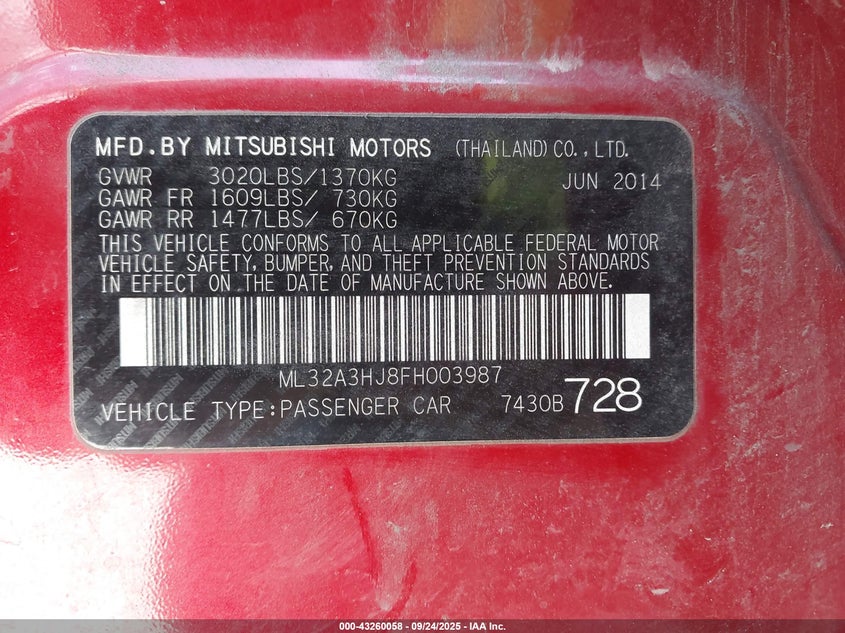 MFD.BY MITSUBISHI MOTORS (THAILAND) CO., LTD.
GVWR 3020LBS/1370KG JUN 2014
GAWR FR 1609LBS/ 730KG
GAWR RR 1477LBS/ 670KG
THIS VEHICLE CONFORMS TO ALL APPLICABLE FEDERAL MOTOR
VEHICLE SAFETY, BUMPER, AND THEFT PREVENTION STANDARDS
IN EFFECT ON THE DATE OF MANUFACTURE SHOWN ABOVE.
ML32A3HJ8FH003987
VEHICLE TYPE:PASSENGER CAR 7430B 728
000-43260058 - 09/24/2025 - IAA Inc.